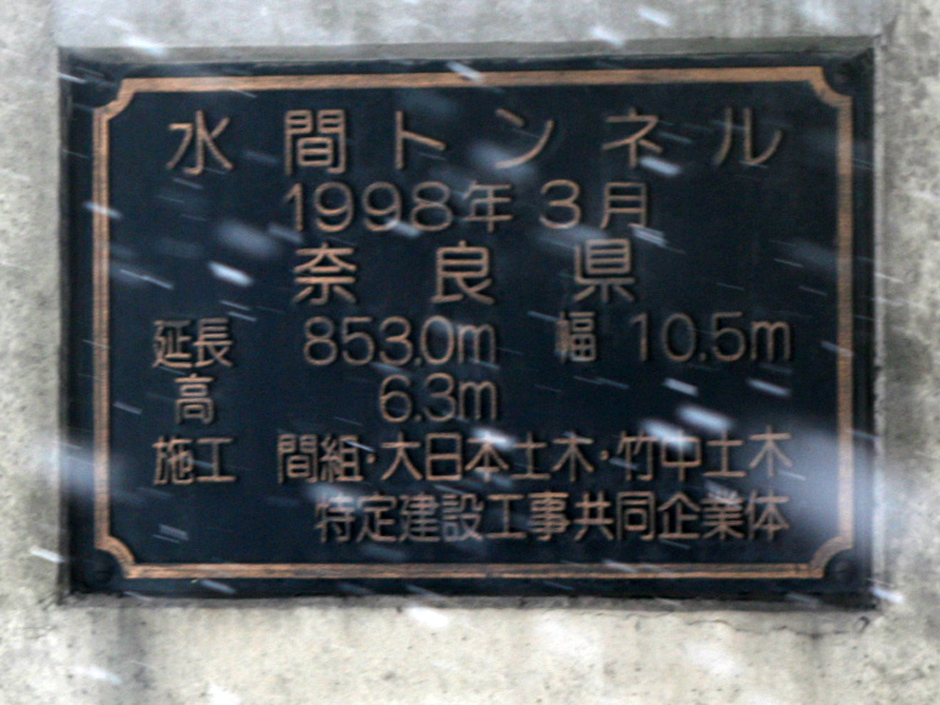 水間トンネル
1998年3月
奈良県
延長 853.0m 幅 10.5m
高 6.3m
施工 間組・大日本土木・竹中土木
特定建設工事共同企業体